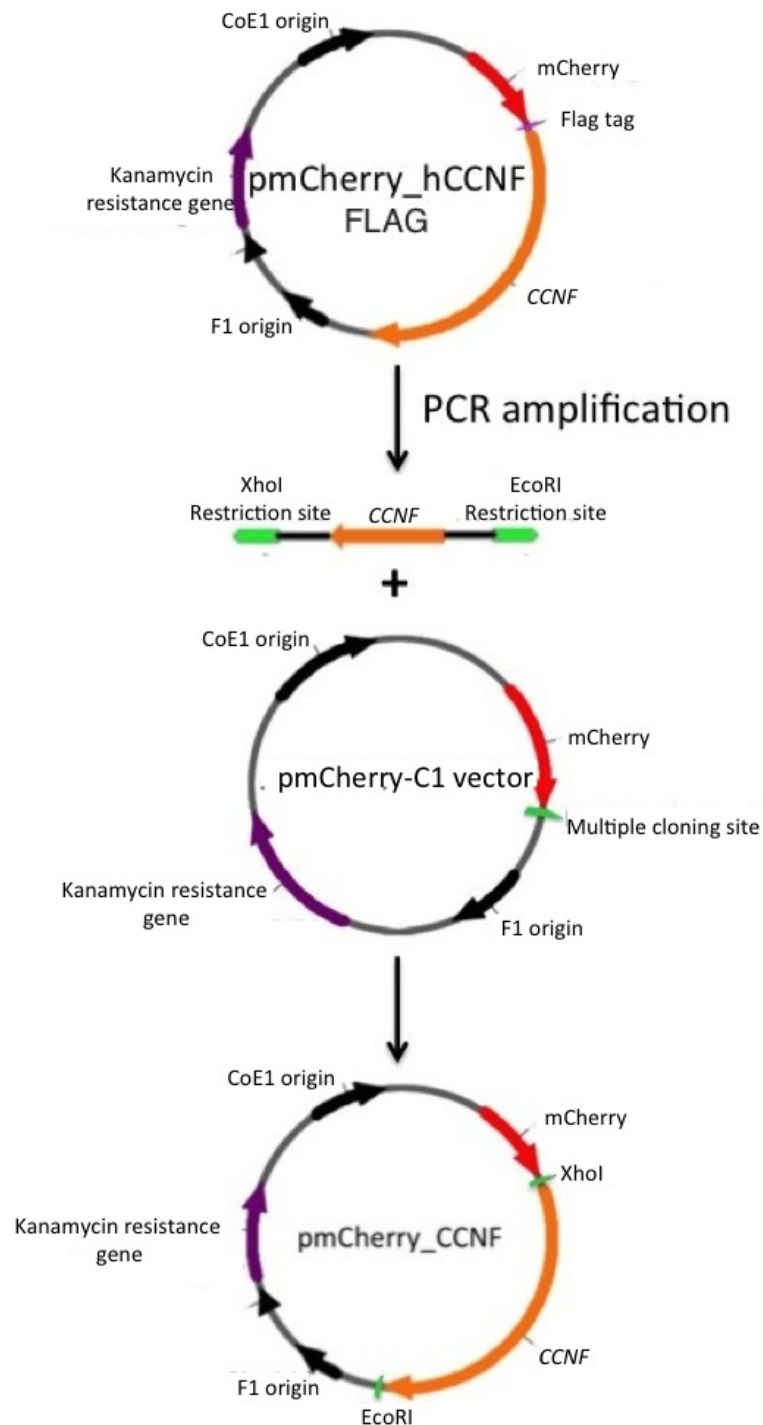 CoE1 origin
mCherry
Flag tag
Kanamycin
resistance gene
pmCherry_hCCNF
FLAG
CCNF
F1 origin
PCR amplification
XhoI
Restriction site
CCNF
EcoRI
Restriction site
+
CoE1 origin
mCherry
pmCherry-C1 vector
Multiple cloning site
Kanamycin resistance
gene
F1 origin
CoE1 origin
mCherry
XhoI
Kanamycin resistance
gene
pmCherry_CCNF
CCNF
F1 origin
EcoRI